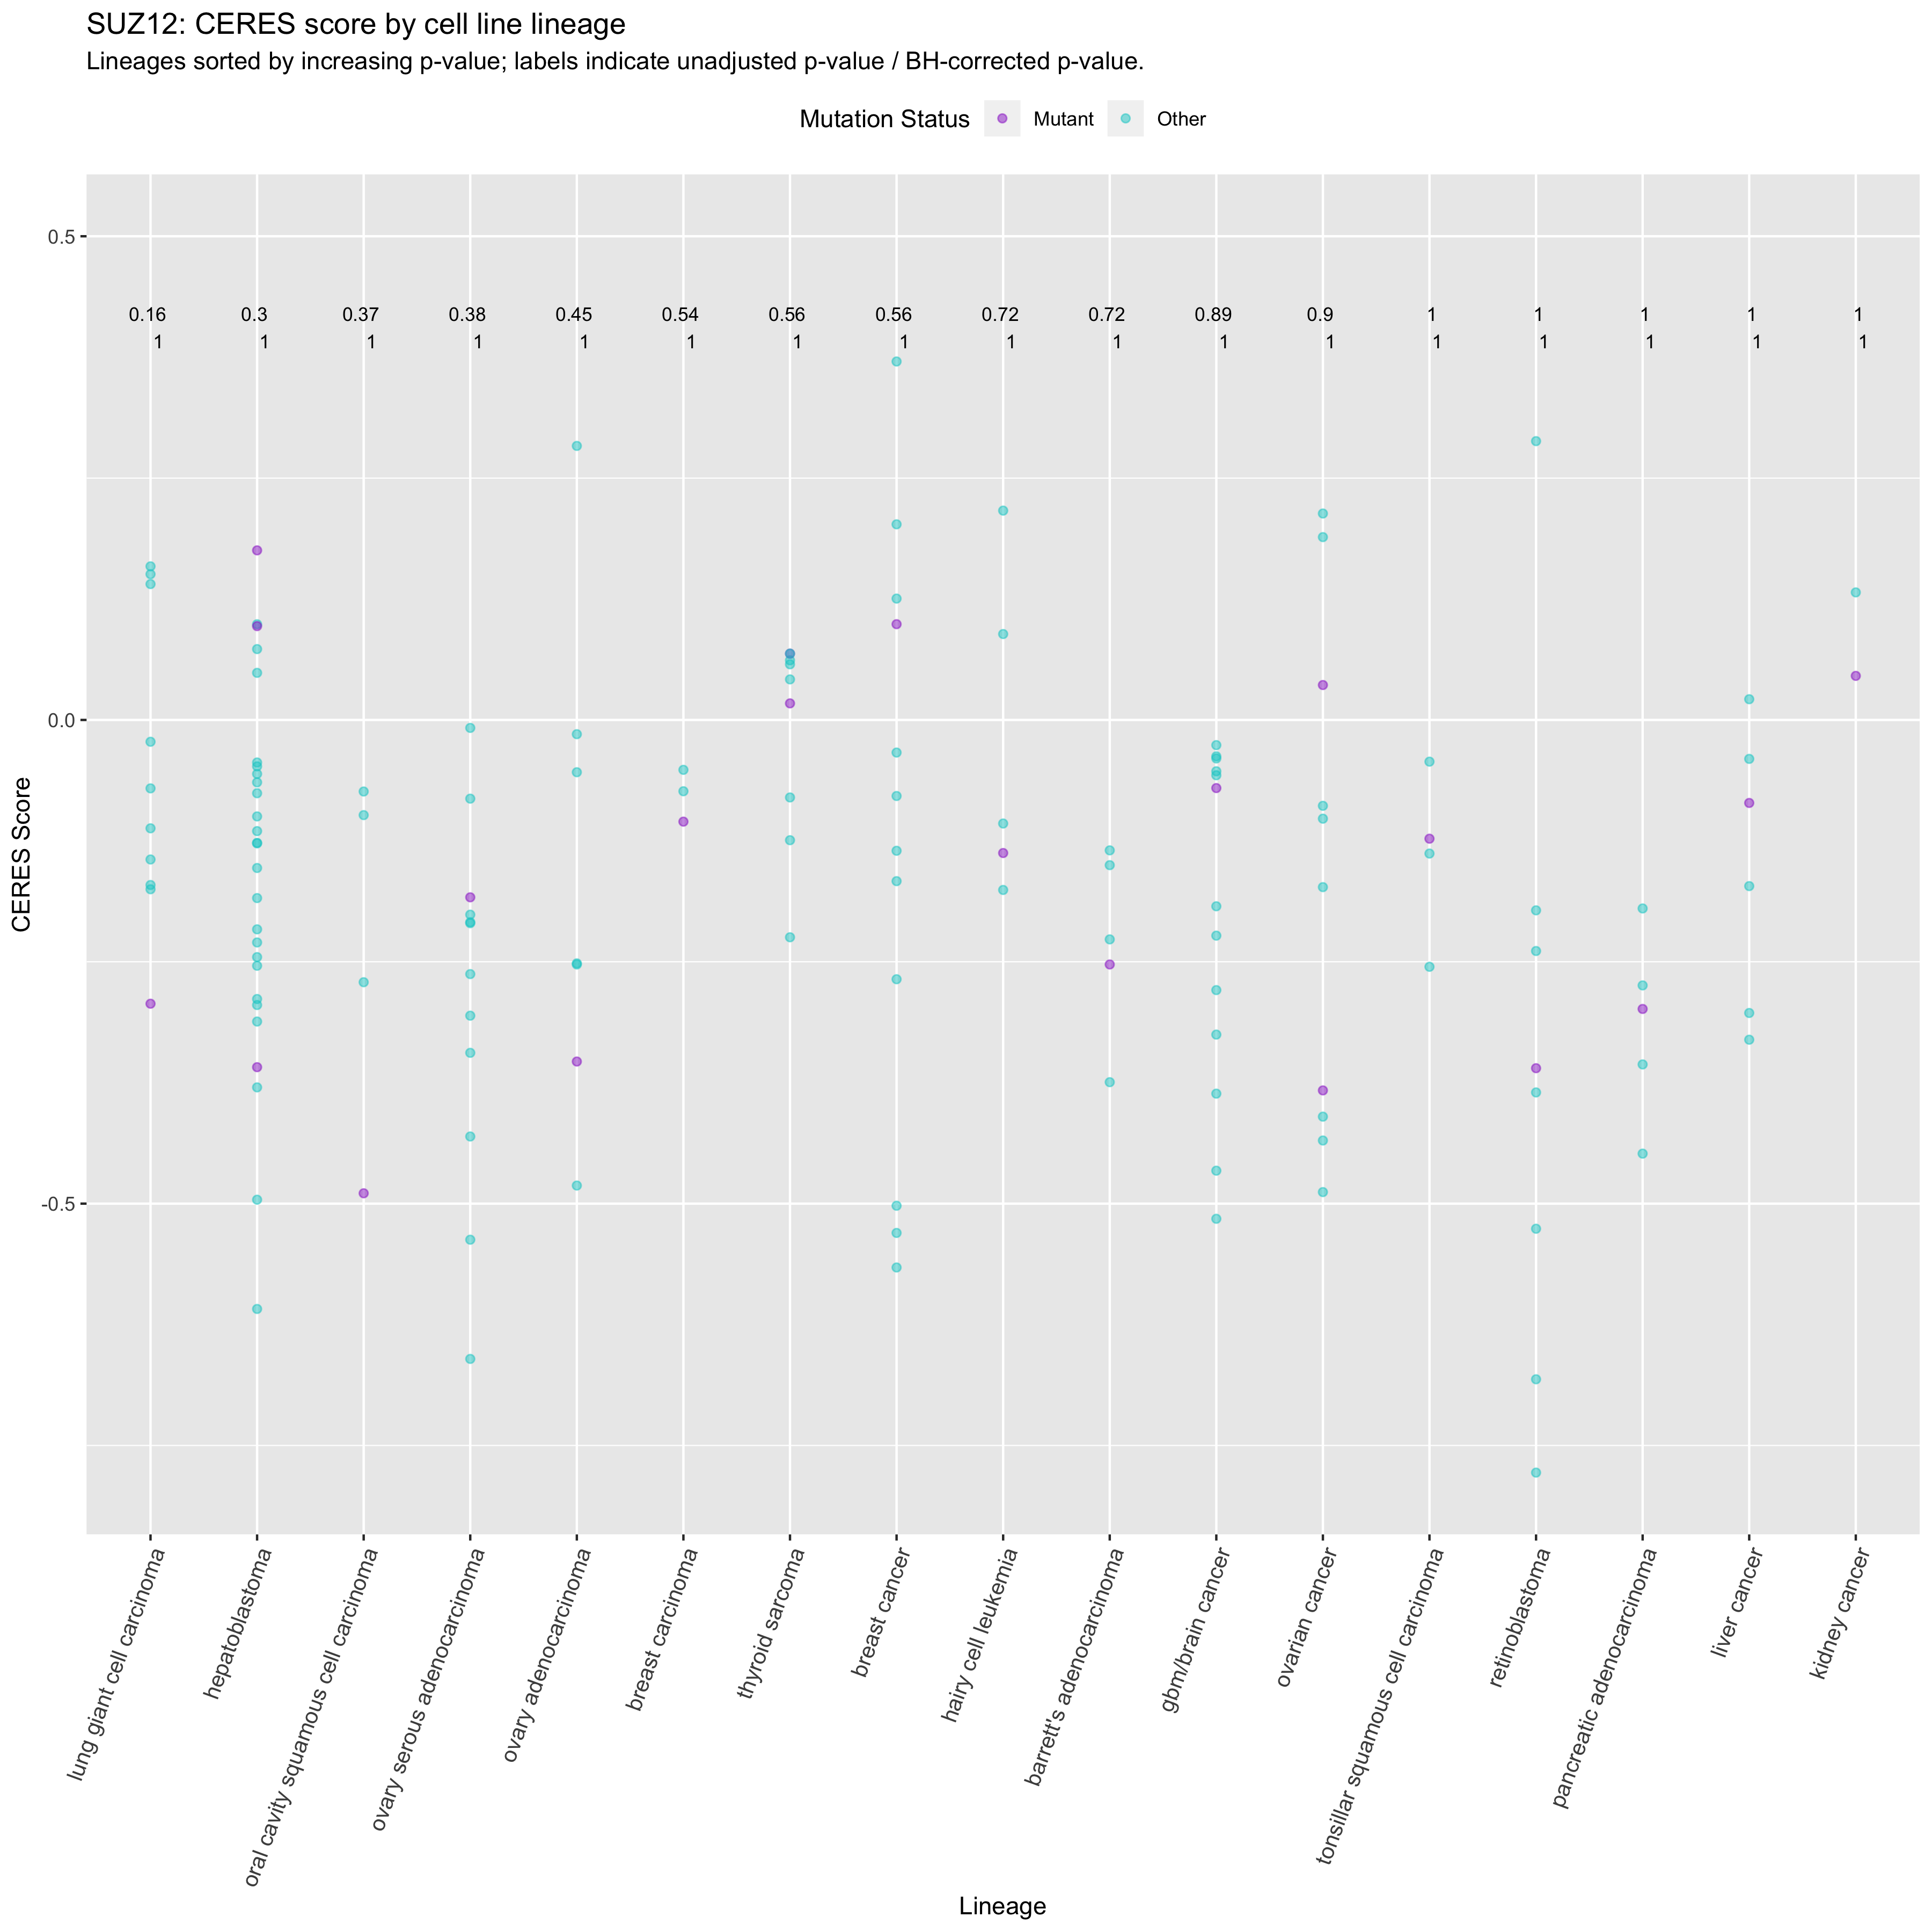 SUZ12: CERES score by cell line lineage
Lineages sorted by increasing p-value; labels indicate unadjusted p-value / BH-corrected p-value.
Mutation Status Mutant Other
0.5
0.16 0.3 0.37 0.38 0.45 0.54 0.56 0.56 0.72 0.72 0.89 0.9 1 1 1 1 1
1 1 1 1 1 1 1 1 1 1 1 1 1 1 1 1 1
0.0
CERES Score
-0.5
lung giant cell carcinoma
hepatoblastoma
oral cavity squamous cell carcinoma
ovary serous adenocarcinoma
ovary adenocarcinoma
breast carcinoma
thyroid sarcoma
breast cancer
hairy cell leukemia
barrett's adenocarcinoma
gbm/brain cancer
ovarian cancer
tonsillar squamous cell carcinoma
retinoblastoma
pancreatic adenocarcinoma
liver cancer
kidney cancer
Lineage